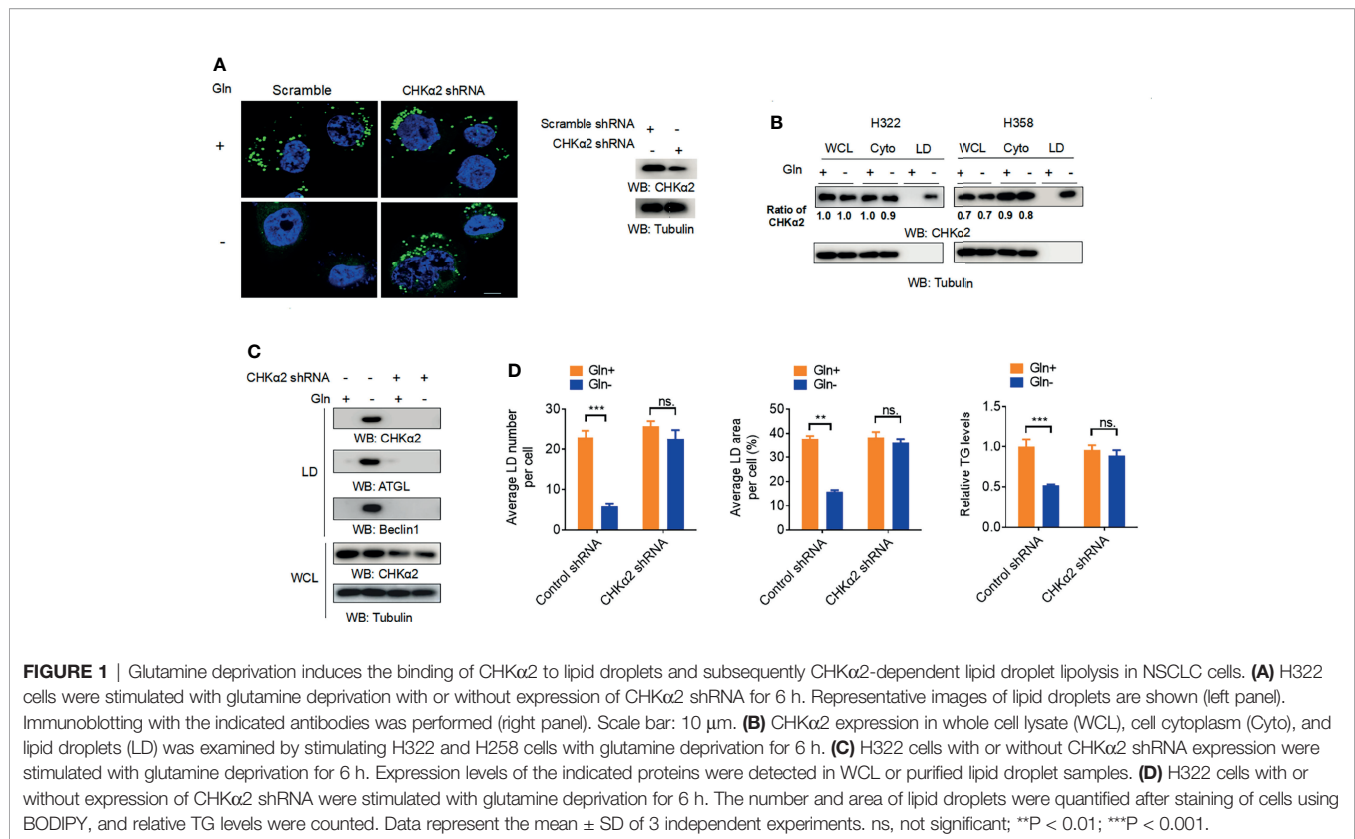 A
Gln
Scramble
CHKα2 shRNA
+
-
Scramble shRNA + -
CHKα2 shRNA - +
WB: CHKα2
WB: Tubulin
B
H322 H358
WCL Cyto LD WCL Cyto LD
Gln + - + - + - + - + - + -
Ratio of
CHKα2
1.0 1.0 1.0 0.9 0.7 0.7 0.9 0.8
WB: CHKα2
WB: Tubulin
C
CHKα2 shRNA - - + +
Gln + - + -
LD
WB: CHKα2
WB: ATGL
WB: Beclin1
WCL
WB: CHKα2
WB: Tubulin
D
Gln+
Gln-
Average LD number
per cell
30
20
10
0
***
ns.
Control shRNA
CHKα2 shRNA
Gln+
Gln-
Average LD area
per cell (%)
50
40
30
20
10
0
**
ns.
Control shRNA
CHKα2 shRNA
Gln+
Gln-
Relative TG levels
1.5
1.0
0.5
0.0
***
ns.
Control shRNA
CHKα2 shRNA
FIGURE 1 | Glutamine deprivation induces the binding of CHKα2 to lipid droplets and subsequently CHKα2-dependent lipid droplet lipolysis in NSCLC cells. (A) H322
cells were stimulated with glutamine deprivation with or without expression of CHKα2 shRNA for 6 h. Representative images of lipid droplets are shown (left panel).
Immunoblotting with the indicated antibodies was performed (right panel). Scale bar: 10 μm. (B) CHKα2 expression in whole cell lysate (WCL), cell cytoplasm (Cyto), and
lipid droplets (LD) was examined by stimulating H322 and H258 cells with glutamine deprivation for 6 h. (C) H322 cells with or without CHKα2 shRNA expression were
stimulated with glutamine deprivation for 6 h. Expression levels of the indicated proteins were detected in WCL or purified lipid droplet samples. (D) H322 cells with or
without expression of CHKα2 shRNA were stimulated with glutamine deprivation for 6 h. The number and area of lipid droplets were quantified after staining of cells using
BODIPY, and relative TG levels were counted. Data represent the mean ± SD of 3 independent experiments. ns, not significant; **P < 0.01; ***P < 0.001.